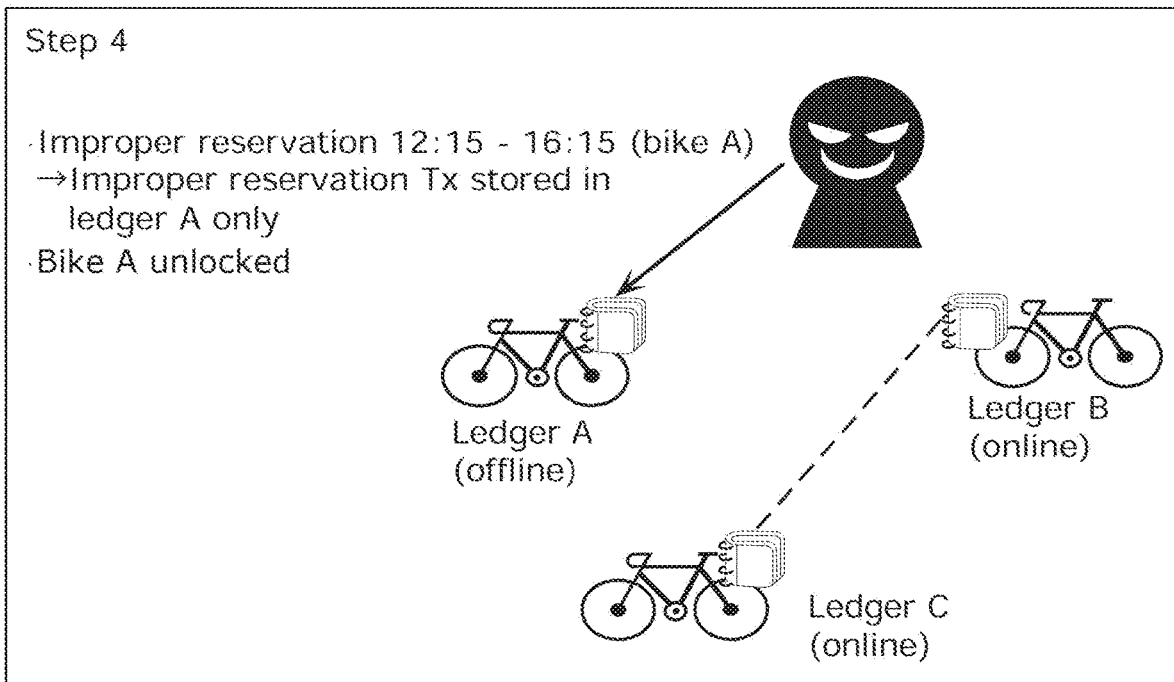 Step 4
·Improper reservation 12:15 - 16:15 (bike A)
→Improper reservation Tx stored in
ledger A only
·Bike A unlocked
Ledger A
(offline)
Ledger B
(online)
Ledger C
(online)